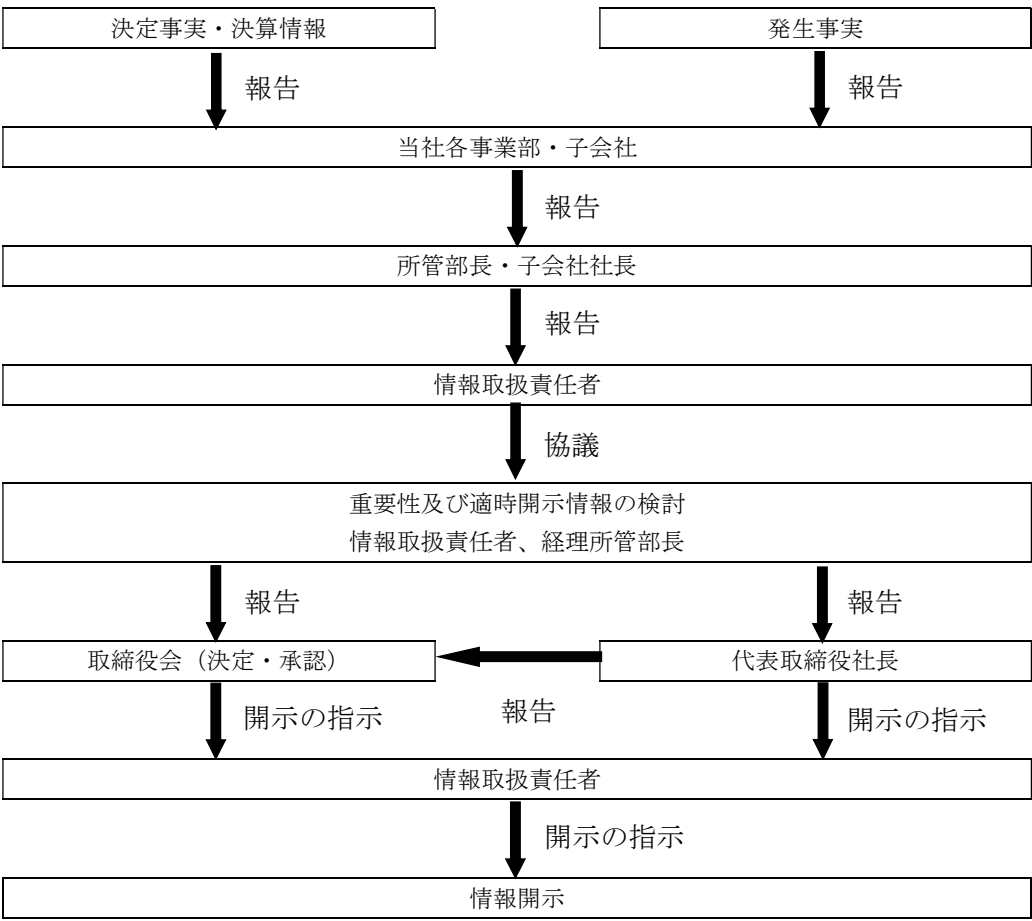 決定事実・決算情報
発生事実
報告
報告
当社各事業部・子会社
報告
所管部長・子会社社長
報告
情報取扱責任者
協議
重要性及び適時開示情報の検討
情報取扱責任者、経理所管部長
報告
報告
取締役会（決定・承認）
代表取締役社長
報告
開示の指示
開示の指示
情報取扱責任者
開示の指示
情報開示